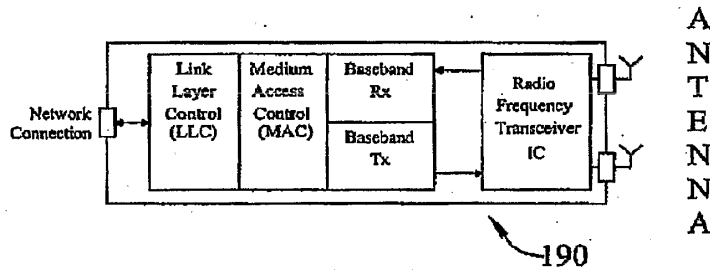 Network
Connection
Link
Layer
Control
(LLC)
Medium
Access
Control
(MAC)
Baseband
Rx
Baseband
Tx
Radio
Frequency
Transceiver
IC
ANTENNA
190